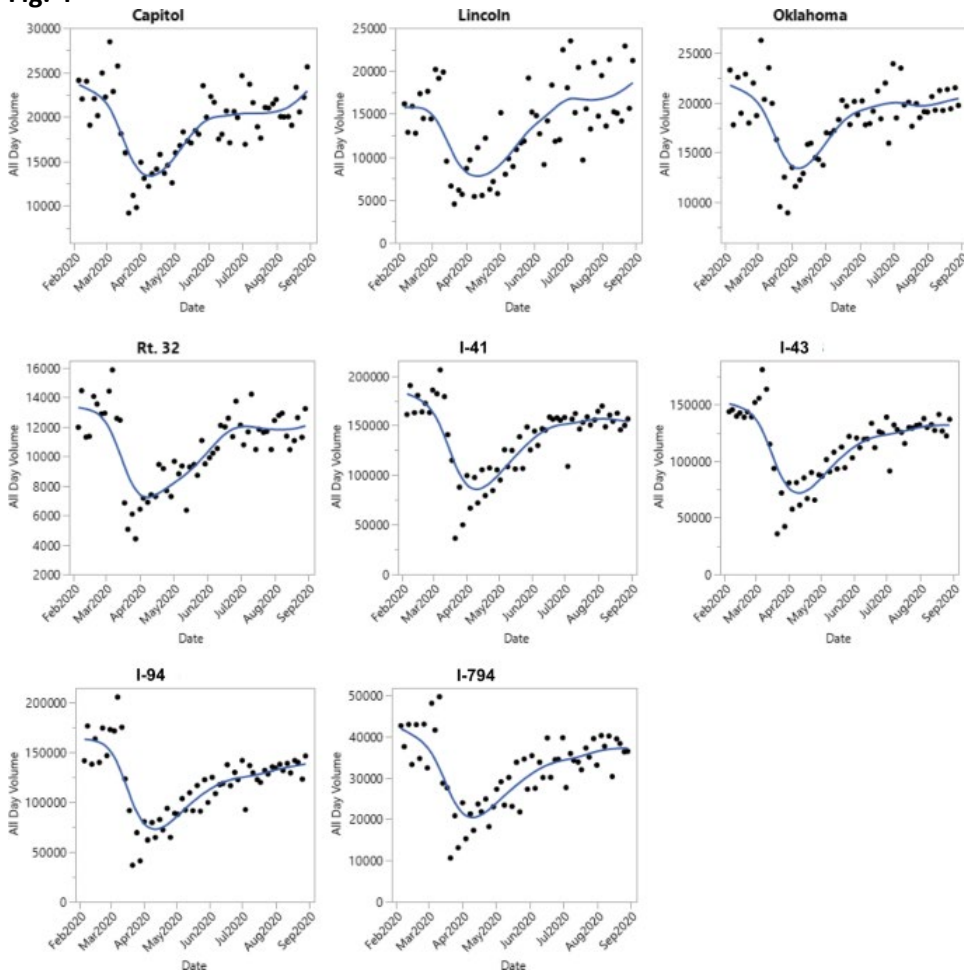 Fig.
Capitol
All Day Volume
30000
25000
20000
15000
10000
Feb2020
Mar2020
Apr2020
May2020
Jun2020
Jul2020
Aug2020
Sep2020
Date
Lincoln
All Day Volume
25000
20000
15000
10000
5000
0
Feb2020
Mar2020
Apr2020
May2020
Jun2020
Jul2020
Aug2020
Sep2020
Date
Oklahoma
All Day Volume
25000
20000
15000
10000
Feb2020
Mar2020
Apr2020
May2020
Jun2020
Jul2020
Aug2020
Sep2020
Date
Rt. 32
All Day Volume
16000
14000
12000
10000
8000
6000
4000
2000
Feb2020
Mar2020
Apr2020
May2020
Jun2020
Jul2020
Aug2020
Sep2020
Date
I-41
All Day Volume
200000
150000
100000
50000
0
Feb2020
Mar2020
Apr2020
May2020
Jun2020
Jul2020
Aug2020
Sep2020
Date
I-43
All Day Volume
150000
100000
50000
0
Feb2020
Mar2020
Apr2020
May2020
Jun2020
Jul2020
Aug2020
Sep2020
Date
I-94
All Day Volume
200000
150000
100000
50000
0
Feb2020
Mar2020
Apr2020
May2020
Jun2020
Jul2020
Aug2020
Sep2020
Date
I-794
All Day Volume
50000
40000
30000
20000
10000
0
Feb2020
Mar2020
Apr2020
May2020
Jun2020
Jul2020
Aug2020
Sep2020
Date